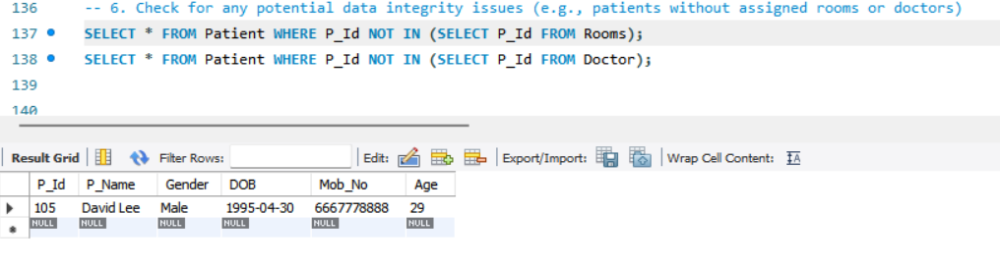 136 -- 6. Check for any potential data integrity issues (e.g., patients without assigned rooms or doctors)
137 SELECT * FROM Patient WHERE P_Id NOT IN (SELECT P_Id FROM Rooms);
138 SELECT * FROM Patient WHERE P_Id NOT IN (SELECT P_Id FROM Doctor);
139
140
Result Grid Filter Rows: Edit: Export/Import: Wrap Cell Content: IA
P_Id P_Name Gender DOB Mob_No Age
105 David Lee Male 1995-04-30 6667778888 29
NULL NULL NULL NULL NULL NULL